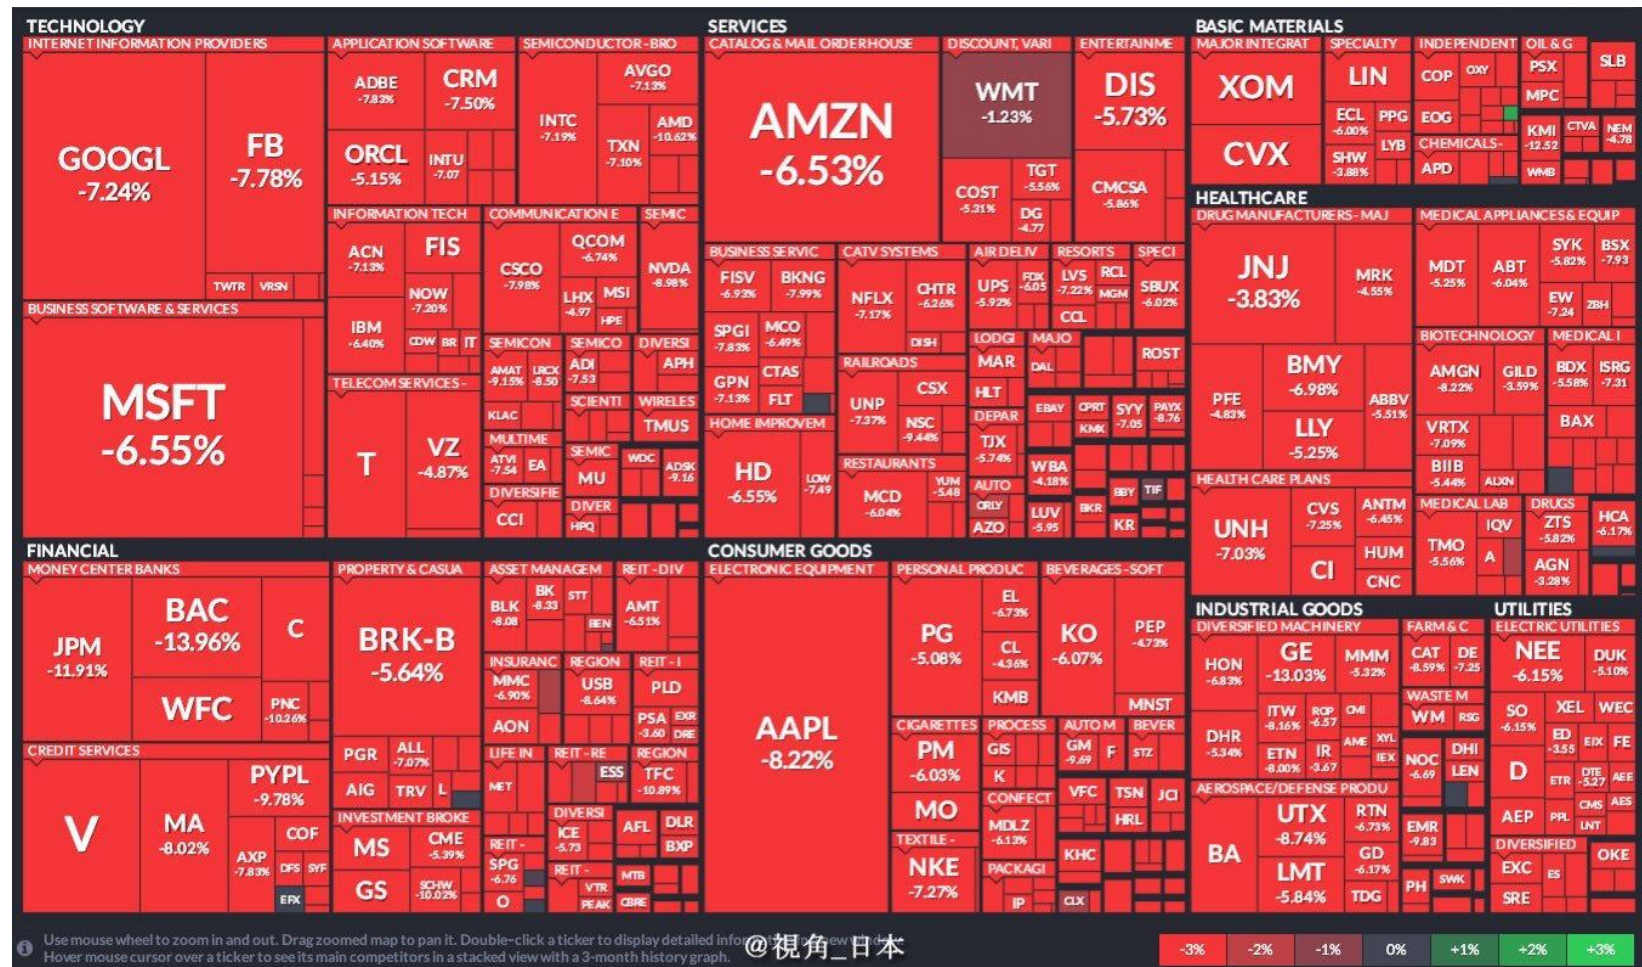 TECHNOLOGY
INTERNET INFORMATION PROVIDERS
GOOGL
-7.24%
FB
-7.78%
TWTR
VRSN
BUSINESS SOFTWARE & SERVICES
MSFT
-6.55%
APPLICATION SOFTWARE
ADBE
-7.83%
CRM
-7.50%
ORCL
-5.15%
INTU
-7.07
SEMICONDUCTOR - BRO
INTC
-7.19%
AVGO
-7.13%
TXN
-7.10%
AMD
-10.62%
INFORMATION TECH
ACN
-7.13%
FIS
IBM
-6.40%
NOW
-7.20%
CDW
BR
IT
COMMUNICATION E
CSCO
-7.98%
QCOM
-6.74%
LHX
-4.97
MSI
HPE
SEMIC
NVDA
-8.98%
TELECOM SERVICES -
T
VZ
-4.87%
SEMICON
AMAT
-9.15%
LRCX
-8.50
KLAC
SEMICO
ADI
-7.53
DIVERSI
APH
SCIENTI
WIRELES
TMUS
MULTIME
ATVI
-7.54
EA
SEMIC
MU
WDC
ADSK
-9.16
DIVERSIFIE
CCI
DIVER
HPQ
SERVICES
CATALOG & MAIL ORDER HOUSE
AMZN
-6.53%
DISCOUNT, VARI
WMT
-1.23%
COST
-5.31%
TGT
-5.56%
DG
-4.77
ENTERTAINME
DIS
-5.73%
CMCSA
-5.86%
BUSINESS SERVIC
FISV
-6.93%
BKNG
-7.99%
SPGI
-7.83%
MCO
-6.49%
GPN
-7.13%
CTAS
FLT
CATV SYSTEMS
NFLX
-7.17%
CHTR
-6.26%
DISH
AIR DELIV
UPS
-5.92%
FDX
-6.05
RESORTS
LVS
-7.22%
RCL
MGM
CCL
SPECI
SBUX
-6.02%
LODGI
MAR
HLT
MAJO
DAL
ROST
RAILROADS
UNP
-7.37%
CSX
NSC
-9.44%
HOME IMPROVEM
HD
-6.55%
LOW
-7.49
RESTAURANTS
MCD
-6.04%
YUM
-5.48
DEPAR
TJX
-5.74%
EBAY
CPRT
KMX
SYY
-7.05
PAYX
-8.76
AUTO
ORLY
AZO
WBA
-4.18%
LUV
-5.95
BKR
BBY
TIF
KR
BASIC MATERIALS
MAJOR INTEGRAT
XOM
CVX
SPECIALTY
LIN
ECL
-6.00%
PPG
SHW
-3.88%
LYB
INDEPENDENT
COP
OXY
EOG
CHEMICALS -
APD
OIL & G
PSX
MPC
SLB
KMI
-12.52
CTVA
NEM
-4.78
WMB
HEALTHCARE
DRUG MANUFACTURERS - MAJ
JNJ
-3.83%
MRK
-4.55%
PFE
-4.83%
BMY
-6.98%
LLY
-5.25%
ABBV
-5.51%
MEDICAL APPLIANCES & EQUIP
MDT
-5.25%
ABT
-6.04%
SYK
-5.82%
BSX
-7.93
EW
-7.24
ZBH
BIOTECHNOLOGY
AMGN
-8.22%
GILD
-3.59%
VRTX
-7.09%
BIIB
-5.44%
ALXN
MEDICAL I
BDX
-5.58%
ISRG
-7.31
BAX
HEALTH CARE PLANS
UNH
-7.03%
CVS
-7.25%
ANTM
-6.45%
CI
HUM
CNC
MEDICAL LAB
TMO
-5.56%
IQV
A
DRUGS
ZTS
-5.82%
AGN
-3.28%
HCA
-6.17%
FINANCIAL
MONEY CENTER BANKS
JPM
-11.91%
BAC
-13.96%
C
WFC
PNC
-10.26%
CREDIT SERVICES
V
MA
-8.02%
PYPL
-9.78%
AXP
-7.83%
COF
DFS
SYF
EFX
PROPERTY & CASUA
BRK-B
-5.64%
PGR
ALL
-7.07%
AIG
TRV
L
INVESTMENT BROKE
MS
CME
-5.39%
GS
SCHW
-10.02%
ASSET MANAGEM
BLK
-8.08
BK
-8.33
STT
BEN
REIT - DIV
AMT
-6.51%
INSURANC
MMC
-6.90%
AON
REGION
USB
-8.64%
REIT - I
PLD
PSA
-3.60
EXR
DRE
LIFE IN
MET
REIT - RE
ESS
REGION
TFC
-10.89%
DIVERSI
ICE
-5.73
AFL
DLR
BXP
REIT -
SPG
-6.76
O
REIT -
VTR
PEAK
MTB
CBRE
CONSUMER GOODS
ELECTRONIC EQUIPMENT
AAPL
-8.22%
PERSONAL PRODUC
PG
-5.08%
EL
-6.73%
CL
-4.36%
KMB
BEVERAGES - SOFT
KO
-6.07%
PEP
-4.73%
MNST
CIGARETTES
PM
-6.03%
MO
PROCESS
GIS
K
AUTO M
GM
-9.69
F
BEVER
STZ
CONFECT
MDLZ
-6.13%
VFC
TSN
HRL
JCI
TEXTILE -
NKE
-7.27%
PACKAGI
IP
KHC
CLX
INDUSTRIAL GOODS
DIVERSIFIED MACHINERY
HON
-6.83%
GE
-13.03%
MMM
-5.32%
DHR
-5.34%
ITW
-8.16%
ROP
-6.57
CMI
ETN
-8.00%
IR
-3.67
AME
XYL
IEX
FARM & C
CAT
-8.59%
DE
-7.25
WASTE M
WM
RSG
NOC
-6.69
DHI
LEN
AEROSPACE/DEFENSE PRODU
BA
UTX
-8.74%
RTN
-6.73%
LMT
-5.84%
GD
-6.17%
TDG
EMR
-9.83
PH
SWK
UTILITIES
ELECTRIC UTILITIES
NEE
-6.15%
DUK
-5.10%
SO
-6.15%
XEL
WEC
D
ED
-3.55
EIX
FE
ETR
DTE
-5.27
AEE
AEP
PPL
CMS
AES
LNT
DIVERSIFIED
EXC
ES
SRE
OKE
Use mouse wheel to zoom in and out. Drag zoomed map to pan it. Double-click a ticker to display detailed
Hover mouse cursor over a ticker to see its main competitors in a stacked view with a 3-month history graph.
@視角_日本
-3%
-2%
-1%
0%
+1%
+2%
+3%